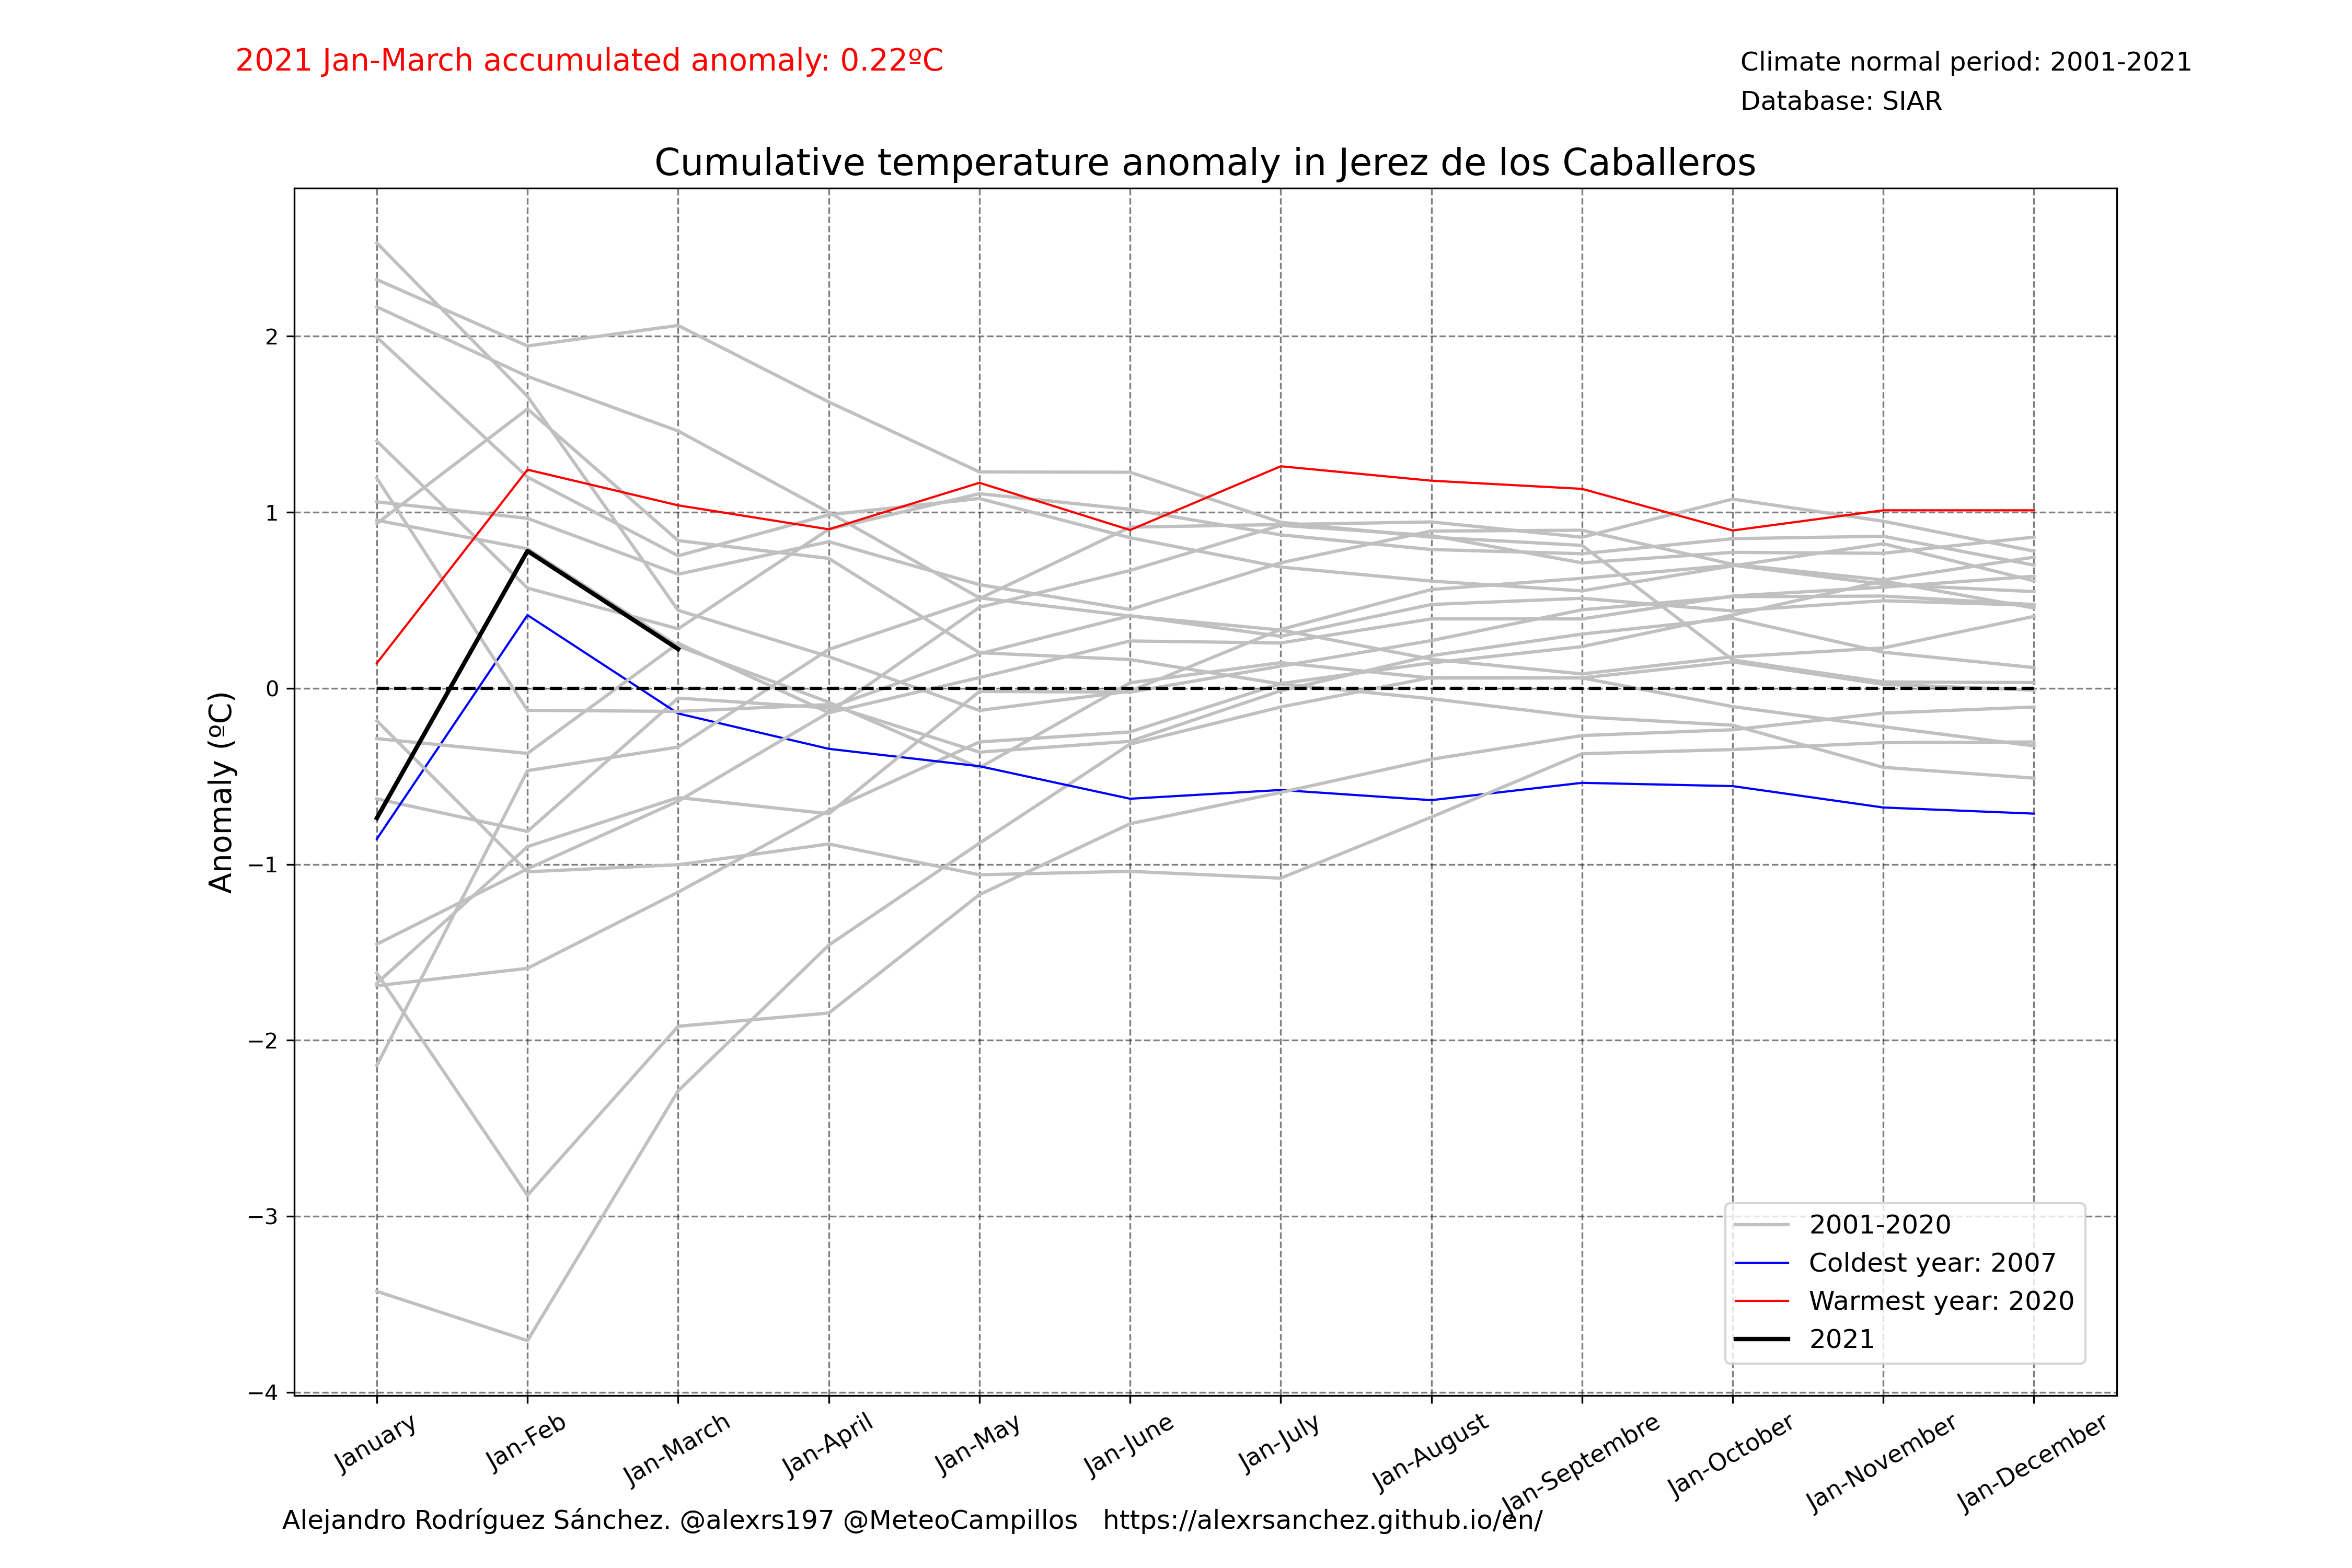 2021 Jan-March accumulated anomaly: 0.22ºC
Climate normal period: 2001-2021
Database: SIAR
Cumulative temperature anomaly in Jerez de los Caballeros
Anomaly (ºC)
2
1
0
−1
−2
−3
−4
2001-2020
Coldest year: 2007
Warmest year: 2020
2021
January
Jan-Feb
Jan-March
Jan-April
Jan-May
Jan-June
Jan-July
Jan-August
Jan-Septembre
Jan-October
Jan-November
Jan-December
Alejandro Rodríguez Sánchez. @alexrs197 @MeteoCampillos https://alexrsanchez.github.io/en/